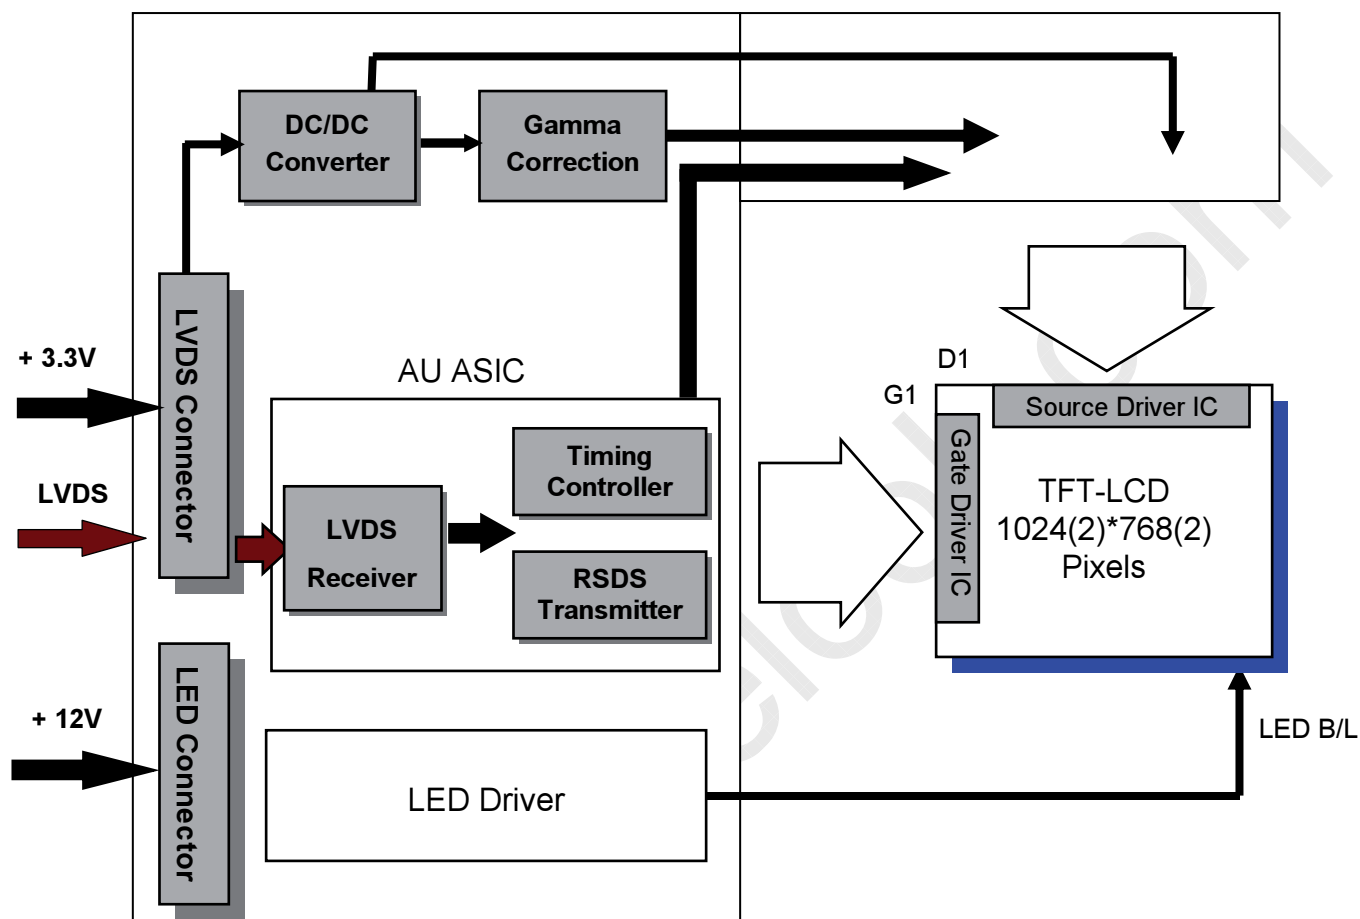 DC/DC
Converter
Gamma
Correction
LVDS Connector
+ 3.3V
AU ASIC
D1
G1
Source Driver IC
Gate Driver IC
TFT-LCD
1024(2)*768(2)
Pixels
LVDS
LVDS
Receiver
Timing
Controller
RSDS
Transmitter
LED Connector
+ 12V
LED Driver
LED B/L